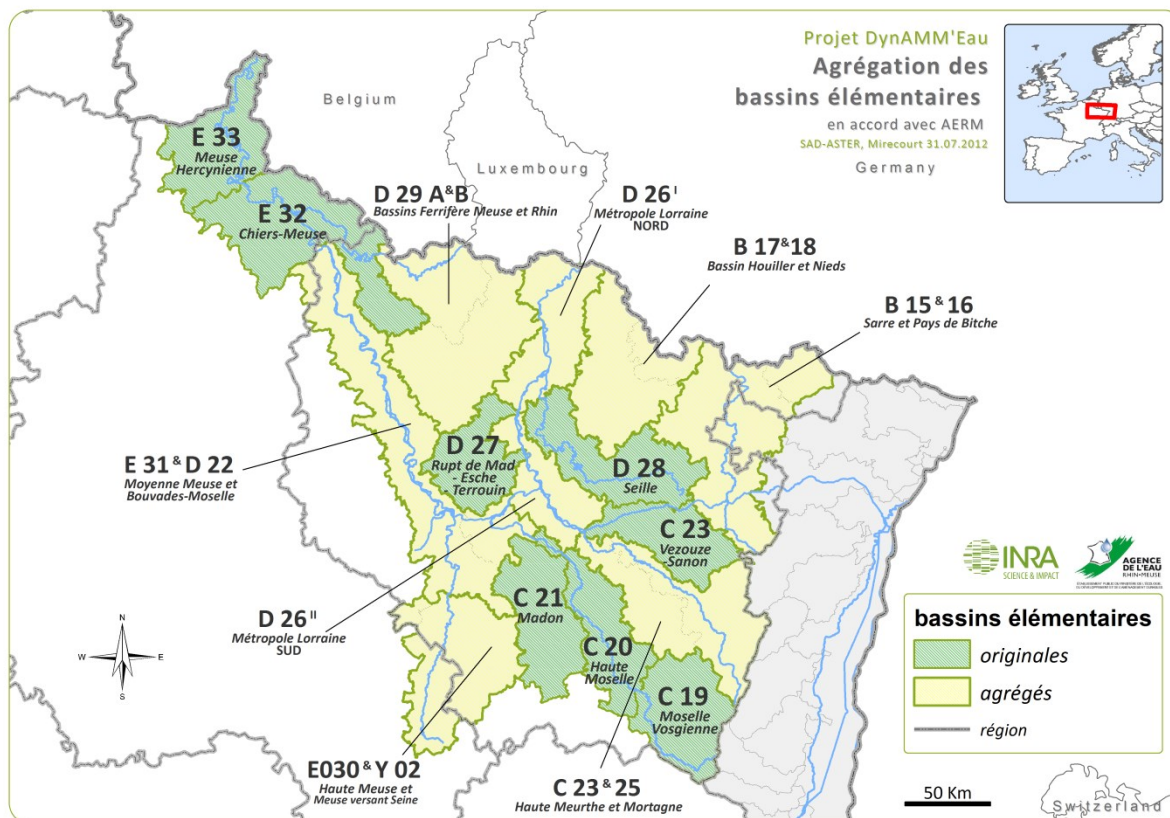 Projet DynAMM'Eau
Agrégation des
bassins élémentaires
en accord avec AERM
SAD-ASTER, Mirecourt 31.07.2012
Germany
Belgium
Luxembourg
E 33
Meuse
Hercynienne
E 32
Chiers-Meuse
D 29 A&B
Bassins Ferrifère Meuse et Rhin
D 26 I
Métropole Lorraine
NORD
B 17&18
Bassin Houiller et Nieds
B 15 & 16
Sarre et Pays de Bitche
E 31 & D 22
Moyenne Meuse et
Bouvades-Moselle
D 27
Rupt de Mad
- Esche
- Terrouin
D 28
Seille
C 23
Vezouze
-Sanon
D 26 II
Métropole Lorraine
SUD
C 21
Madon
C 20
Haute
Moselle
C 19
Moselle
Vosgienne
E030 & Y 02
Haute Meuse et
Meuse versant Seine
C 23 & 25
Haute Meurthe et Mortagne
N
W
E
S
INRA
SCIENCE & IMPACT
AGENCE
DE L'EAU
RHIN-MEUSE
bassins élémentaires
originales
agrégés
région
50 Km
Switzerland